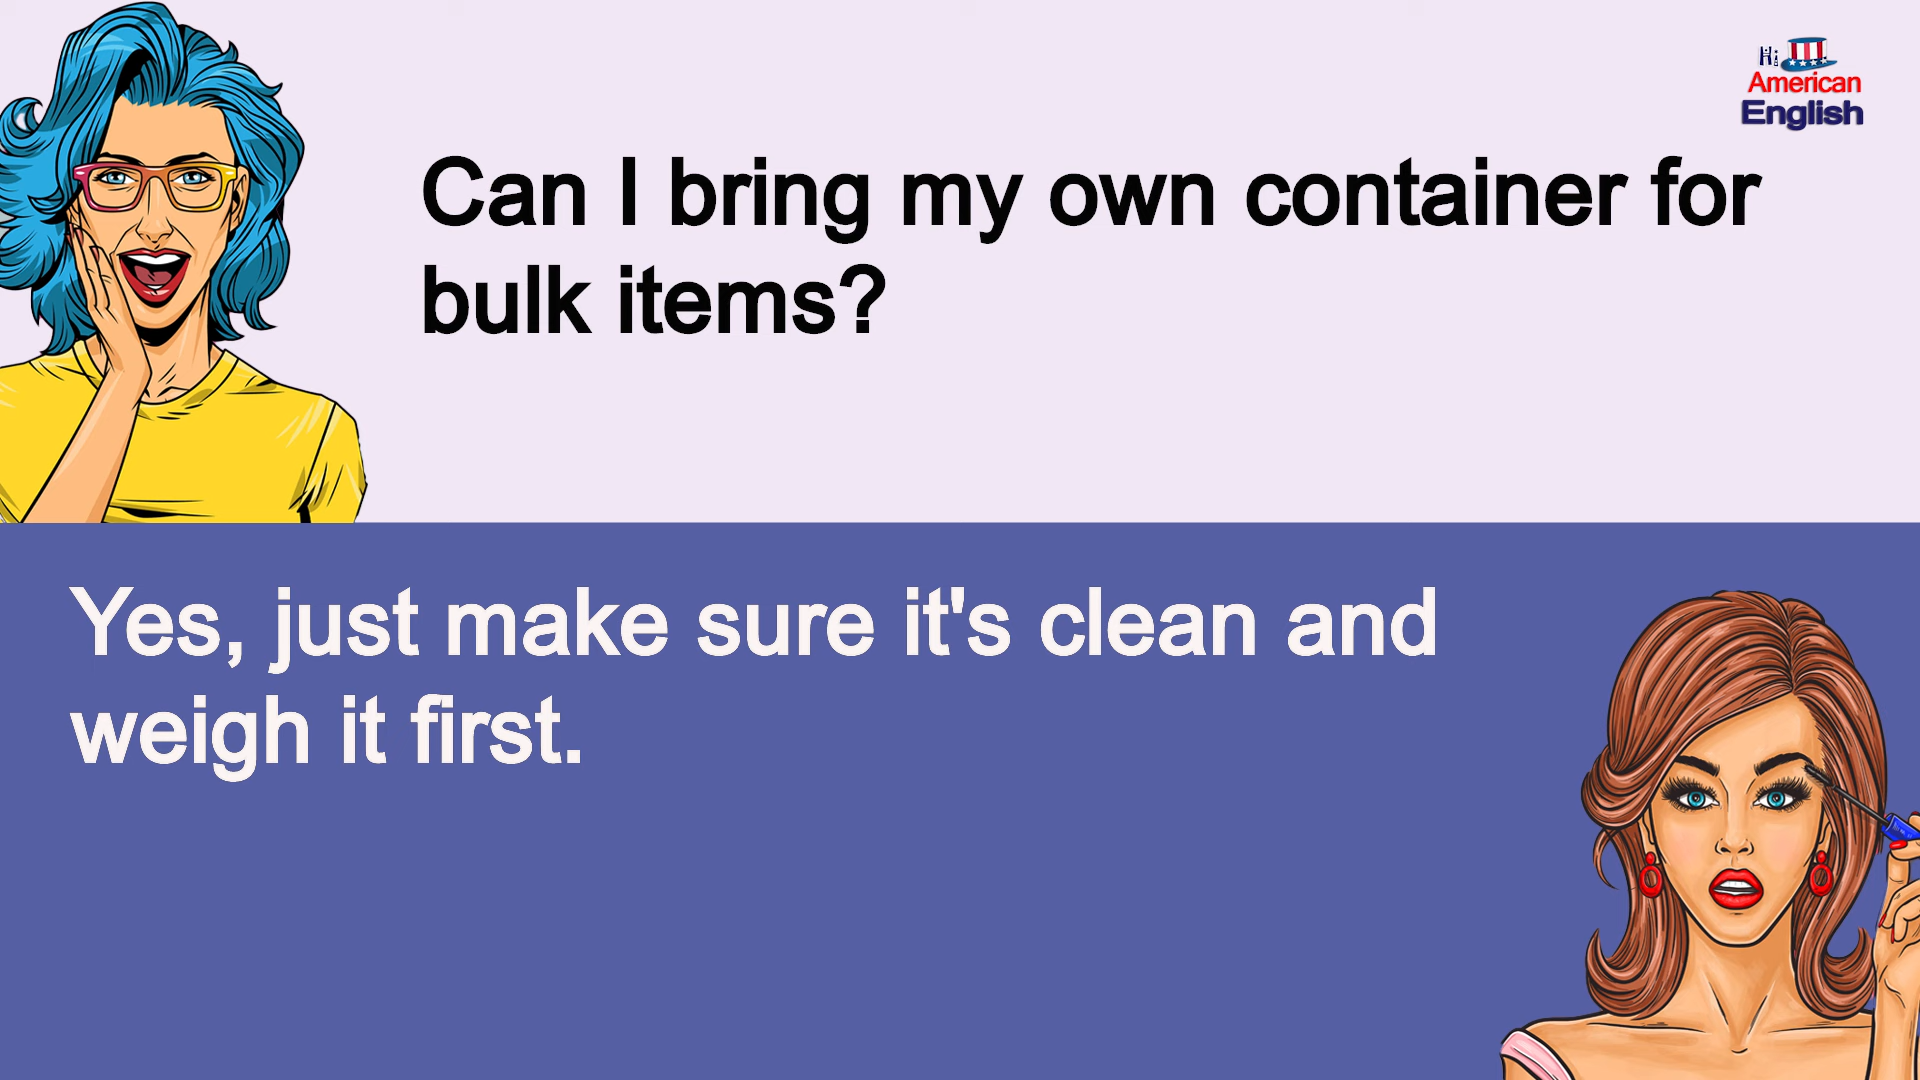 Hi
American
English
Can I bring my own container for
bulk items?
Yes, just make sure it's clean and
weigh it first.